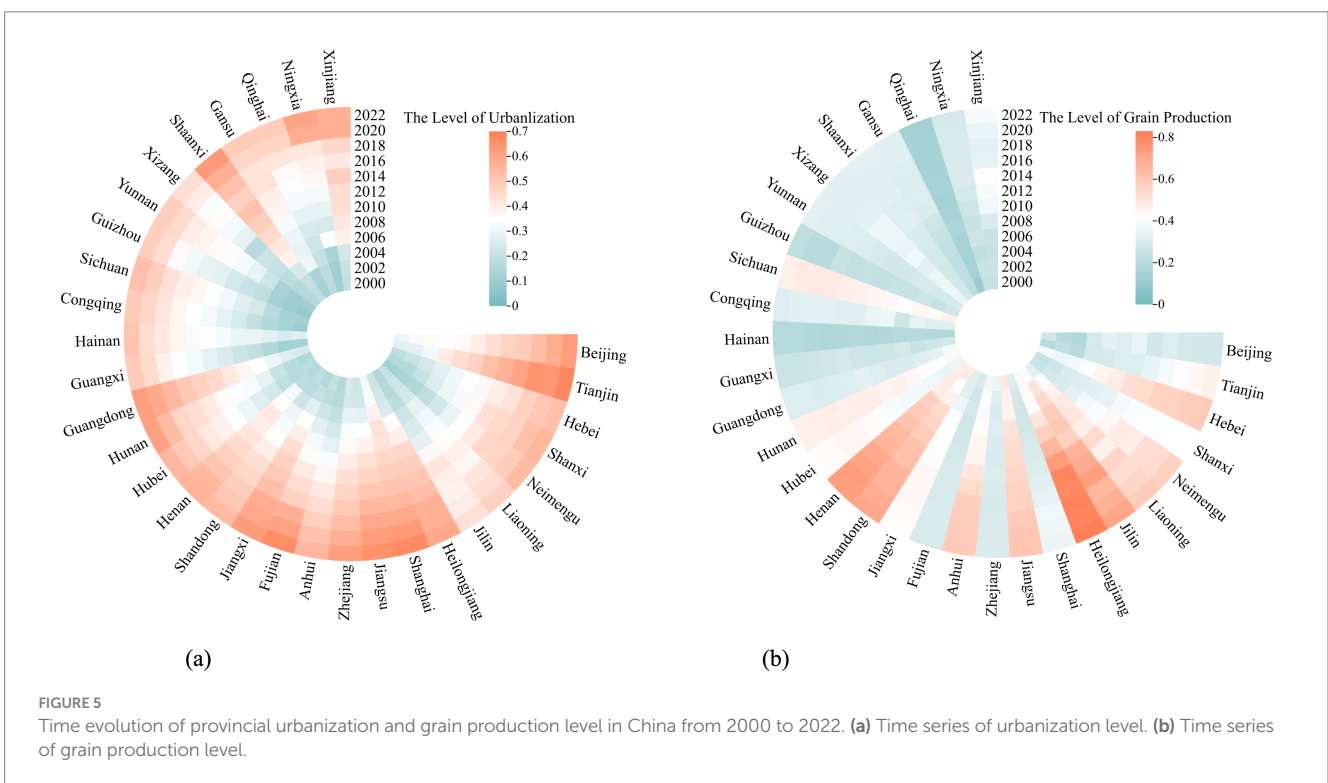 Xinjiang
Ningxia
Qinghai
Gansu
Shaanxi
Xizang
Yunnan
Guizhou
Sichuan
Congqing
Hainan
Guangxi
Guangdong
Hunan
Hubei
Henan
Shandong
Jiangxi
Fujian
Anhui
Zhejiang
Jiangsu
Shanghai
Heilongjiang
Jilin
Liaoning
Neimengu
Shanxi
Hebei
Tianjin
Beijing
2022
2020
2018
2016
2014
2012
2010
2008
2006
2004
2002
2000
The Level of Urbanlization
0.7
0.6
0.5
0.4
0.3
0.2
0.1
0
(a)
Xinjiang
Ningxia
Qinghai
Gansu
Shaanxi
Xizang
Yunnan
Guizhou
Sichuan
Congqing
Hainan
Guangxi
Guangdong
Hunan
Hubei
Henan
Shandong
Jiangxi
Fujian
Anhui
Zhejiang
Jiangsu
Shanghai
Heilongjiang
Jilin
Liaoning
Neimengu
Shanxi
Hebei
Tianjin
Beijing
2022
2020
2018
2016
2014
2012
2010
2008
2006
2004
2002
2000
The Level of Grain Production
0.8
0.6
0.4
0.2
0
(b)
FIGURE 5
Time evolution of provincial urbanization and grain production level in China from 2000 to 2022. (a) Time series of urbanization level. (b) Time series
of grain production level.